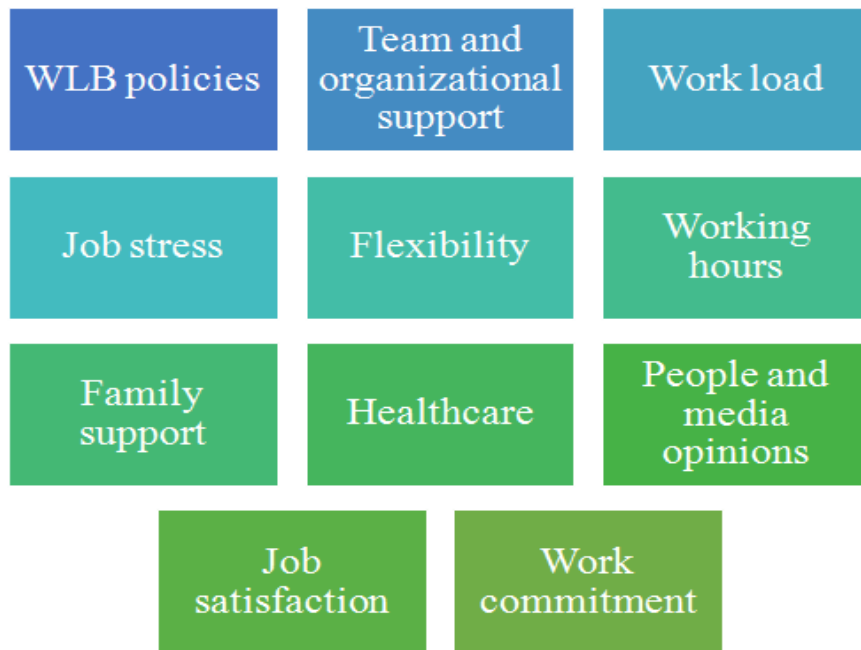 WLB policies
Team and
organizational
support
Work load
Job stress
Flexibility
Working
hours
Family
support
Healthcare
People and
media
opinions
Job
satisfaction
Work
commitment